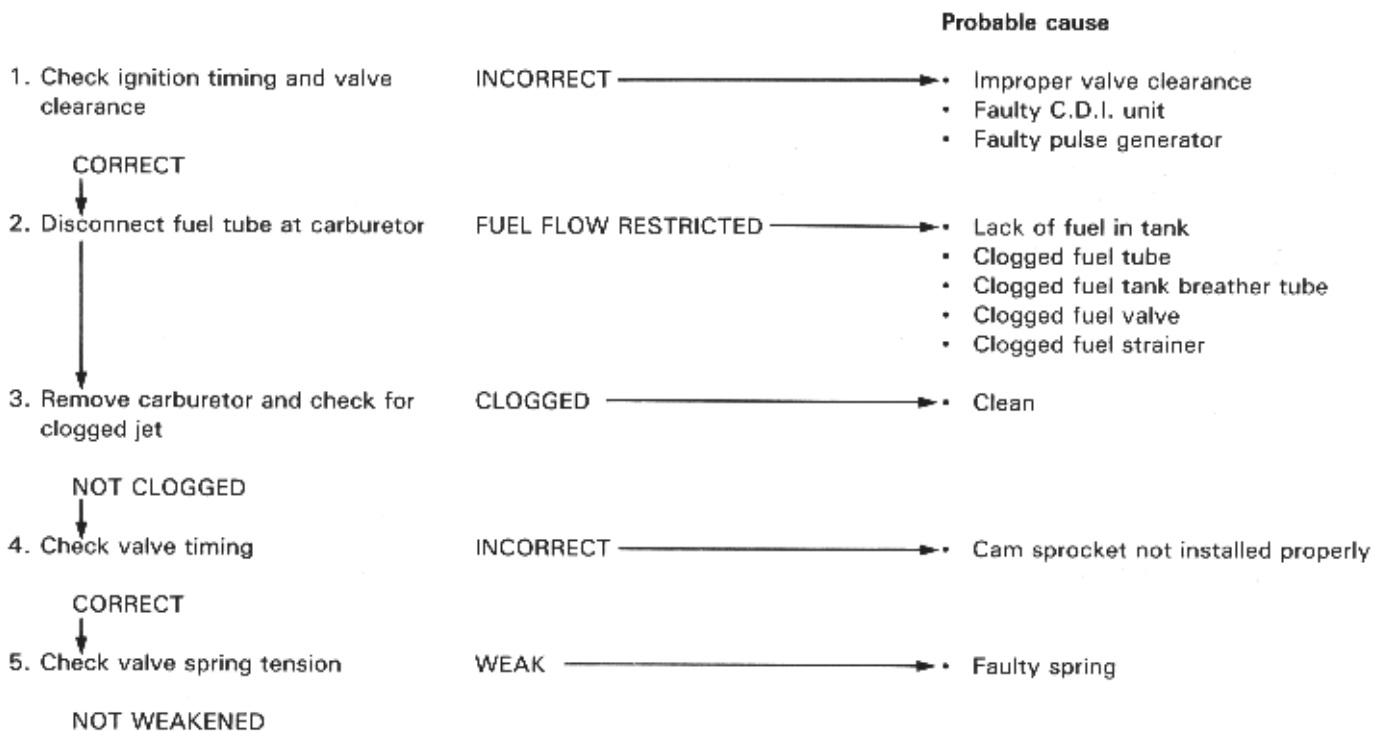 Probable cause
1. Check ignition timing and valve clearance
INCORRECT
• Improper valve clearance
• Faulty C.D.I. unit
• Faulty pulse generator
CORRECT
2. Disconnect fuel tube at carburetor
FUEL FLOW RESTRICTED
• Lack of fuel in tank
• Clogged fuel tube
• Clogged fuel tank breather tube
• Clogged fuel valve
• Clogged fuel strainer
3. Remove carburetor and check for
clogged jet
CLOGGED
• Clean
NOT CLOGGED
4. Check valve timing
INCORRECT
• Cam sprocket not installed properly
CORRECT
5. Check valve spring tension
WEAK
• Faulty spring
NOT WEAKENED